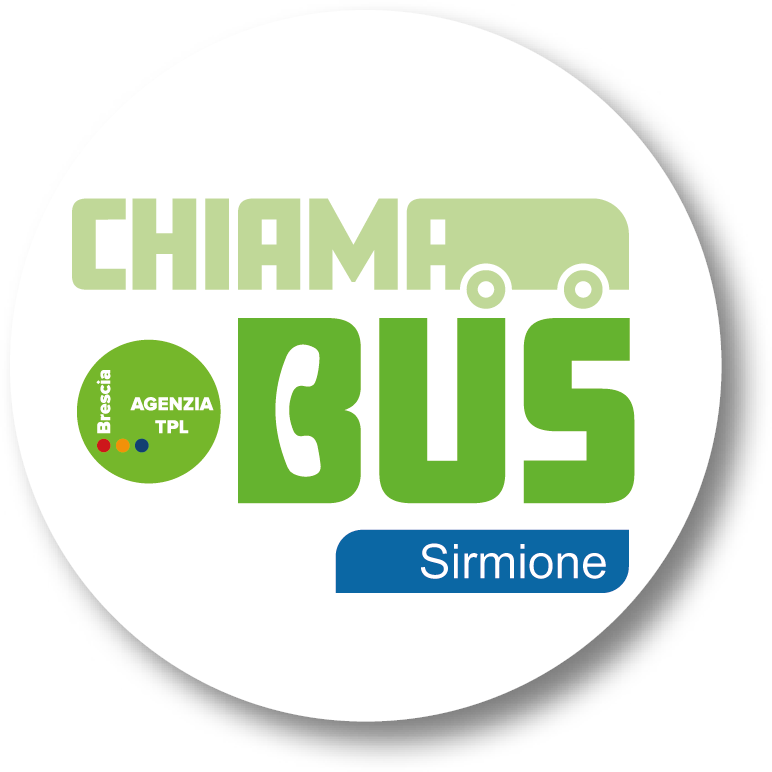 CHIAMA
BUS
Brescia
AGENZIA
TPL
Sirmione